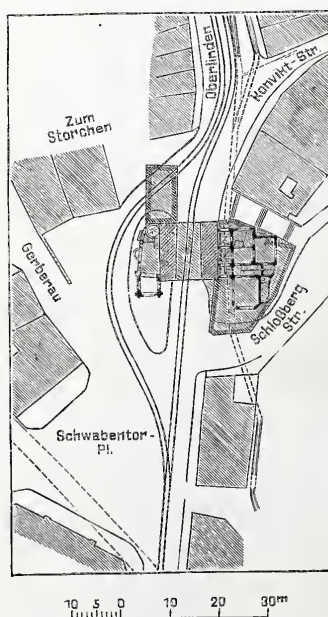 Oberlinden
Konvikt-Str.
Zum
Storchen
Gerberau
Schloßberg
Str.
Schwabentor-
Pl.
10 5 0 10 20 30m